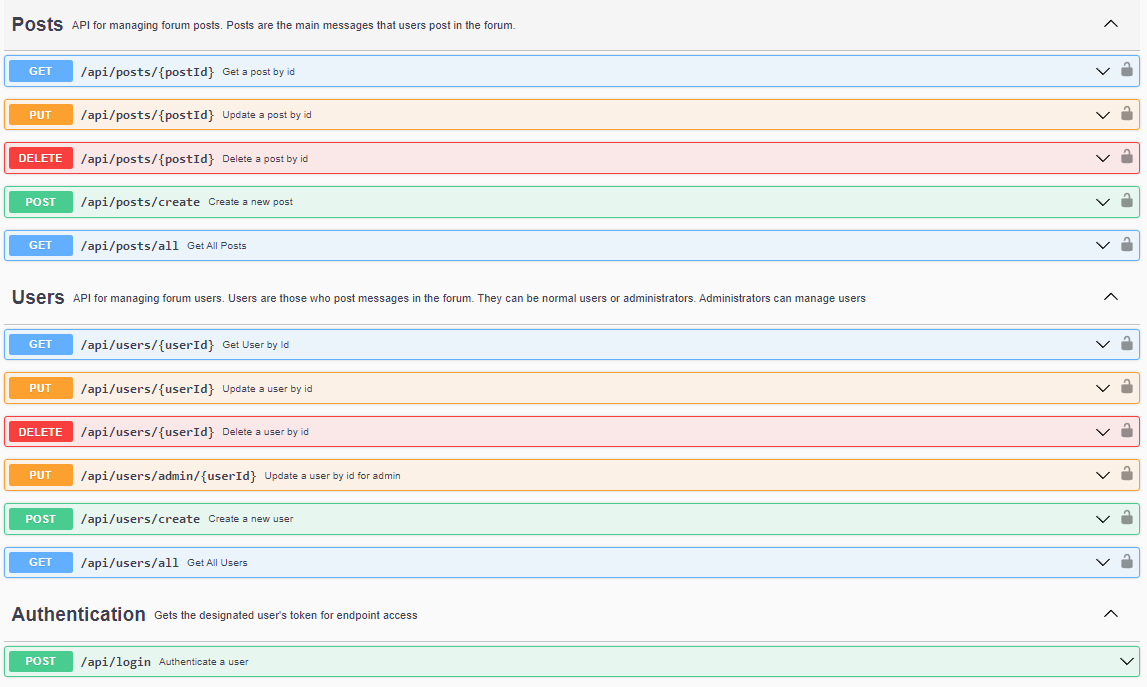 Posts API for managing forum posts. Posts are the main messages that users post in the forum.
GET /api/posts/{postId} Get a post by id
PUT /api/posts/{postId} Update a post by id
DELETE /api/posts/{postId} Delete a post by id
POST /api/posts/create Create a new post
GET /api/posts/all Get All Posts
Users API for managing forum users. Users are those who post messages in the forum. They can be normal users or administrators. Administrators can manage users
GET /api/users/{userId} Get User by Id
PUT /api/users/{userId} Update a user by id
DELETE /api/users/{userId} Delete a user by id
PUT /api/users/admin/{userId} Update a user by id for admin
POST /api/users/create Create a new user
GET /api/users/all Get All Users
Authentication Gets the designated user's token for endpoint access
POST /api/login Authenticate a user